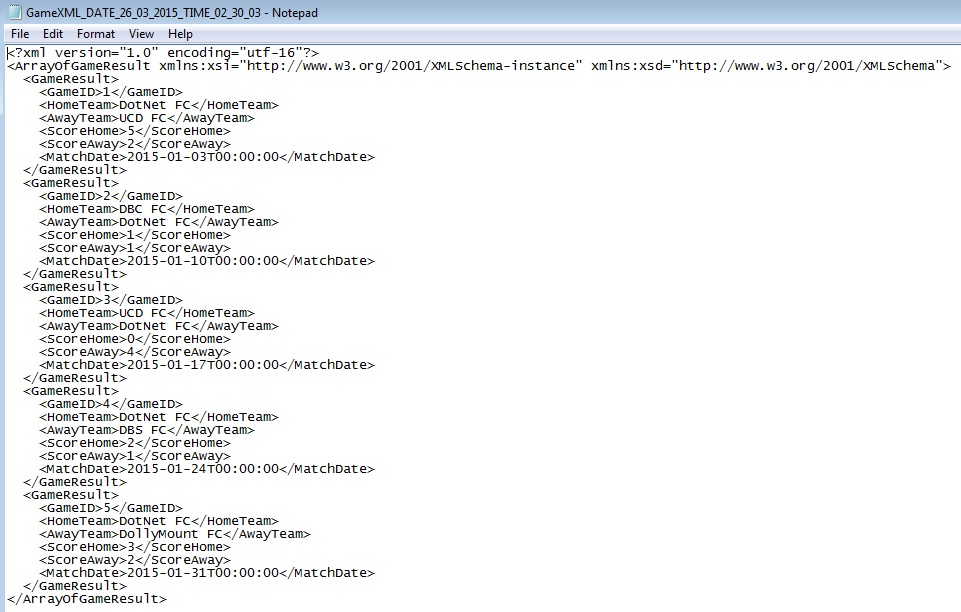 GameXML_DATE_26_03_2015_TIME_02_30_03 - Notepad
File Edit Format View Help
<?xml version="1.0" encoding="utf-16"?>
<ArrayOfGameResult xmlns:xsi="http://www.w3.org/2001/XMLSchema-instance" xmlns:xsd="http://www.w3.org/2001/XMLSchema">
  <GameResult>
    <GameID>1</GameID>
    <HomeTeam>DotNet FC</HomeTeam>
    <AwayTeam>UCD FC</AwayTeam>
    <ScoreHome>5</ScoreHome>
    <ScoreAway>2</ScoreAway>
    <MatchDate>2015-01-03T00:00:00</MatchDate>
  </GameResult>
  <GameResult>
    <GameID>2</GameID>
    <HomeTeam>DBC FC</HomeTeam>
    <AwayTeam>DotNet FC</AwayTeam>
    <ScoreHome>1</ScoreHome>
    <ScoreAway>1</ScoreAway>
    <MatchDate>2015-01-10T00:00:00</MatchDate>
  </GameResult>
  <GameResult>
    <GameID>3</GameID>
    <HomeTeam>UCD FC</HomeTeam>
    <AwayTeam>DotNet FC</AwayTeam>
    <ScoreHome>0</ScoreHome>
    <ScoreAway>4</ScoreAway>
    <MatchDate>2015-01-17T00:00:00</MatchDate>
  </GameResult>
  <GameResult>
    <GameID>4</GameID>
    <HomeTeam>DotNet FC</HomeTeam>
    <AwayTeam>DBS FC</AwayTeam>
    <ScoreHome>2</ScoreHome>
    <ScoreAway>1</ScoreAway>
    <MatchDate>2015-01-24T00:00:00</MatchDate>
  </GameResult>
  <GameResult>
    <GameID>5</GameID>
    <HomeTeam>DotNet FC</HomeTeam>
    <AwayTeam>DollyMount FC</AwayTeam>
    <ScoreHome>3</ScoreHome>
    <ScoreAway>2</ScoreAway>
    <MatchDate>2015-01-31T00:00:00</MatchDate>
  </GameResult>
</ArrayOfGameResult>